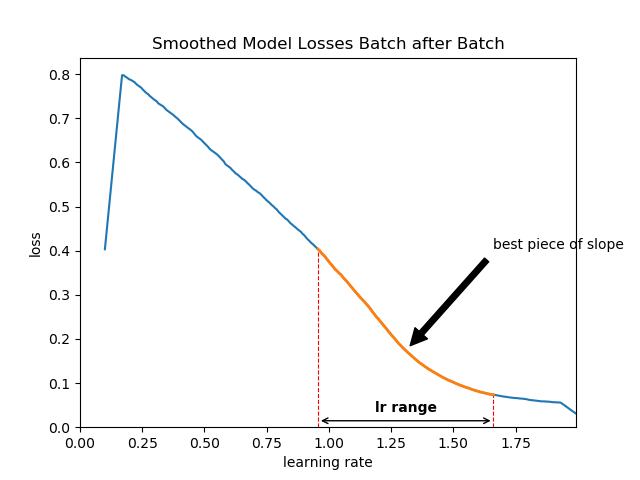 Smoothed Model Losses Batch after Batch
0.8
0.7
0.6
0.5
0.4
0.3
0.2
0.1
0.0
loss
best piece of slope
lr range
0.00 0.25 0.50 0.75 1.00 1.25 1.50 1.75
learning rate